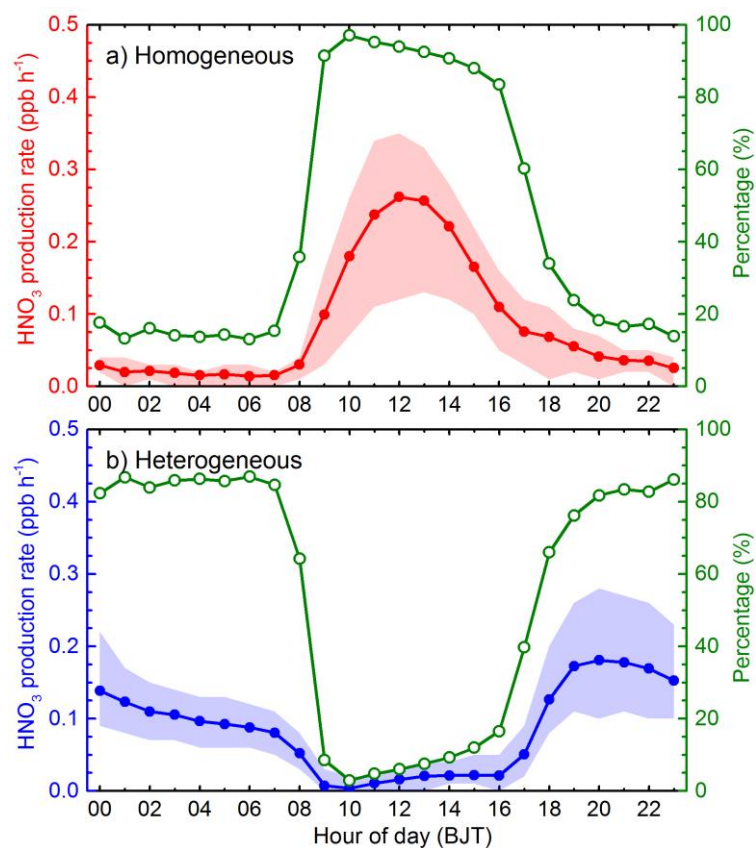 a) Homogeneous
HNO₃ production rate (ppb h⁻¹)
0.5
0.4
0.3
0.2
0.1
0.0
Percentage (%)
100
80
60
40
20
0
00 02 04 06 08 10 12 14 16 18 20 22
b) Heterogeneous
HNO₃ production rate (ppb h⁻¹)
0.5
0.4
0.3
0.2
0.1
0.0
Percentage (%)
100
80
60
40
20
0
00 02 04 06 08 10 12 14 16 18 20 22
Hour of day (BJT)